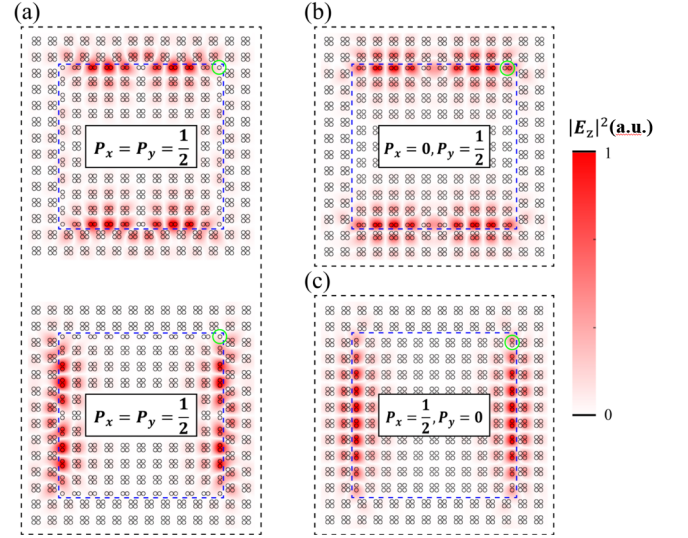 (a)
(b)
P_x = P_y = 1/2
P_x = 0, P_y = 1/2
|E_z|^2(a.u.)
1
0
(c)
P_x = P_y = 1/2
P_x = 1/2, P_y = 0